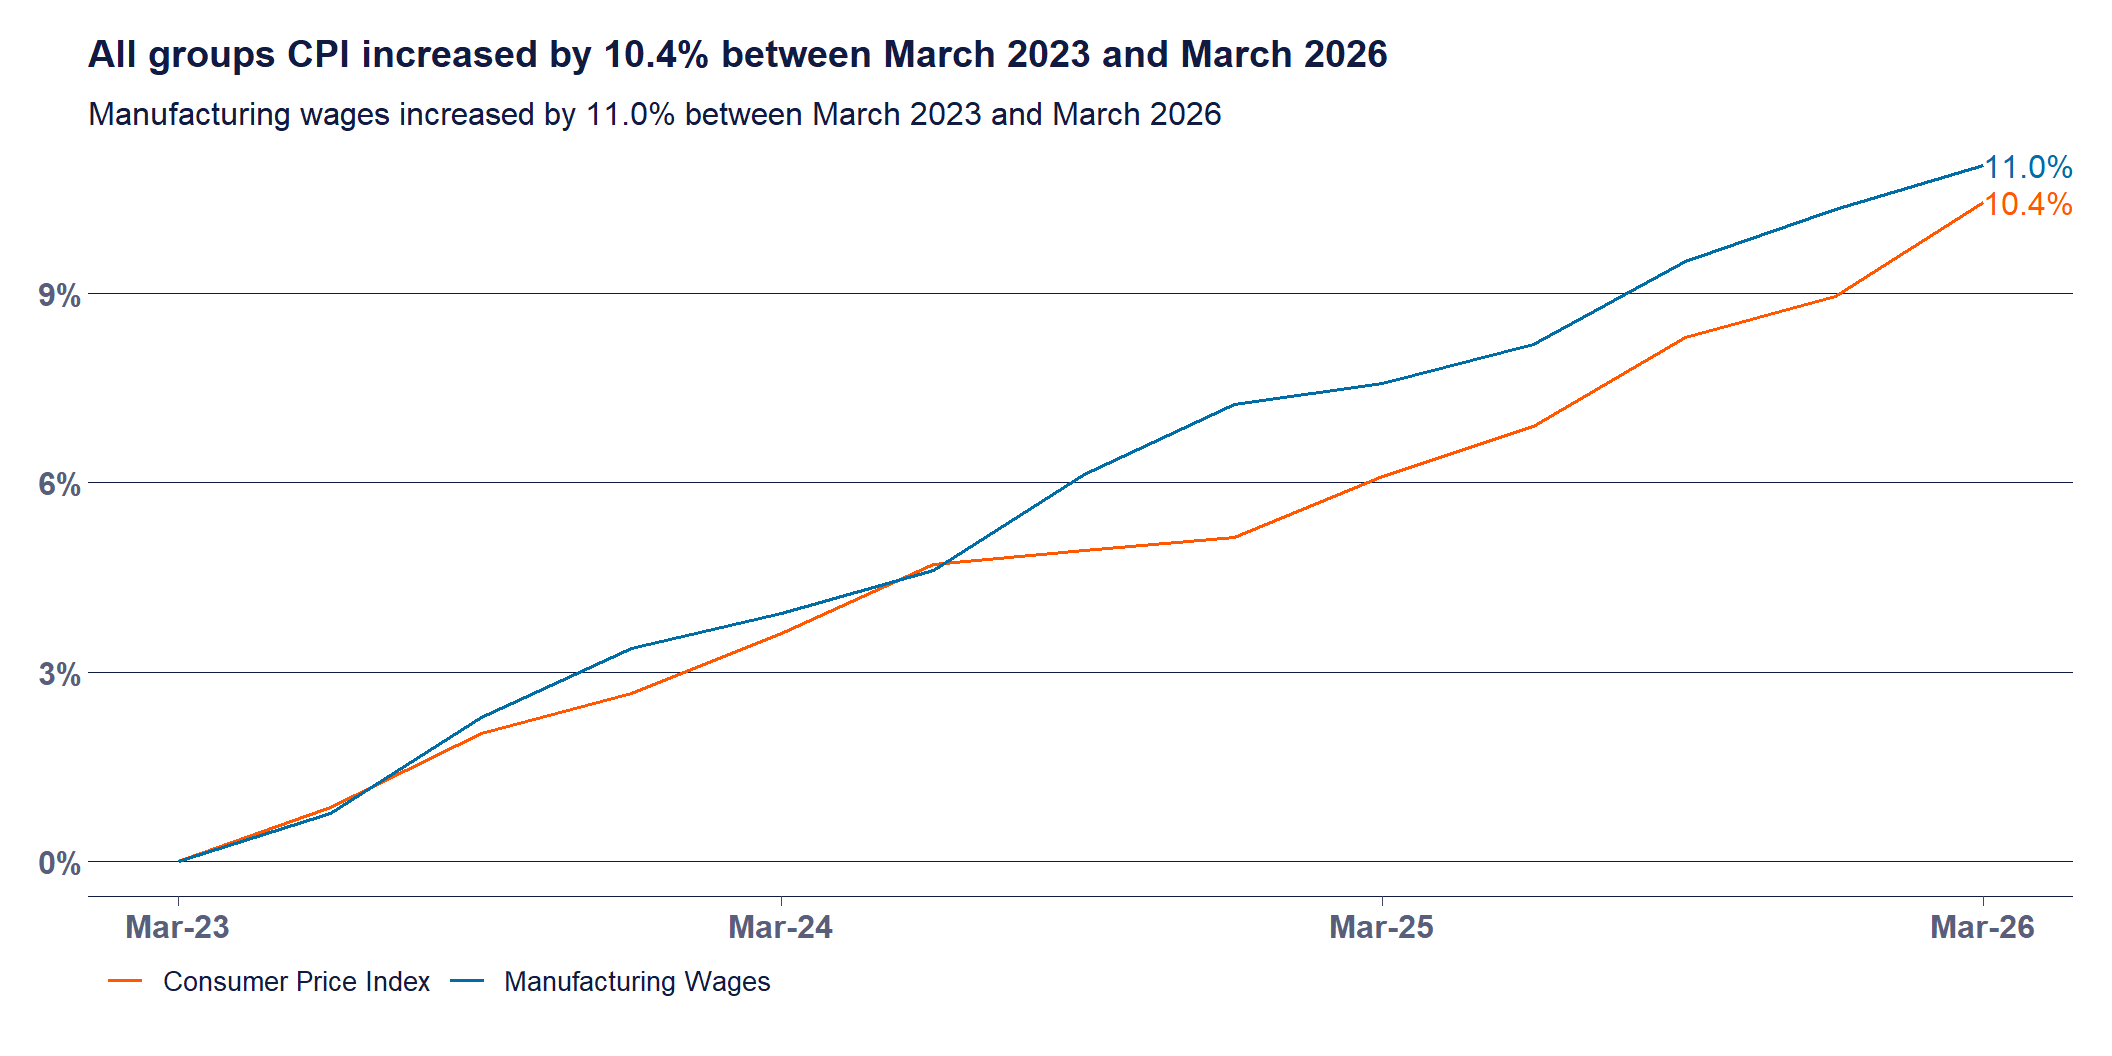 All groups CPI increased by 10.4% between March 2023 and March 2026
Manufacturing wages increased by 11.0% between March 2023 and March 2026
11.0%
10.4%
9%
6%
3%
0%
Mar-23 Mar-24 Mar-25 Mar-26
Consumer Price Index Manufacturing Wages